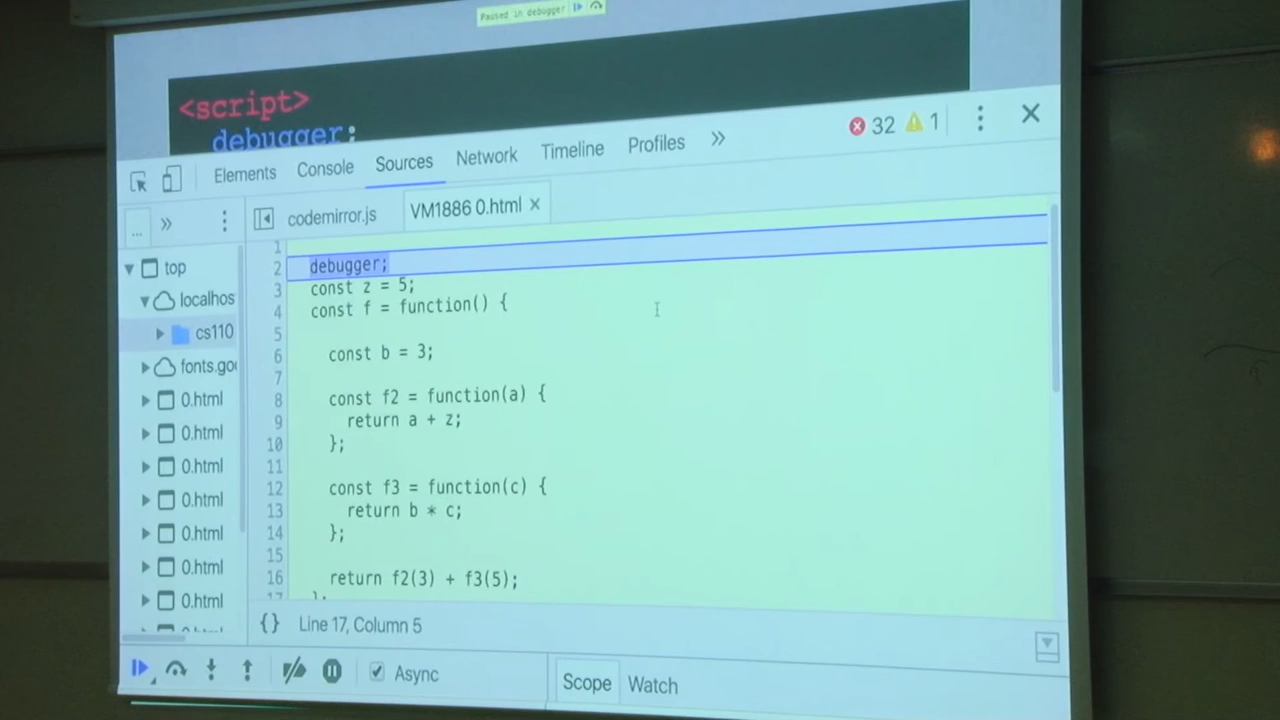 Paused in debugger
<script>
debugger;
Elements Console Sources Network Timeline Profiles » 32 1
... » codemirror.js VM1886 0.html ×
top
localhos
cs110
fonts.goo
0.html
0.html
0.html
0.html
0.html
0.html
0.html
1
2 debugger;
3 const z = 5;
4 const f = function() {
5
6 const b = 3;
7
8 const f2 = function(a) {
9 return a + z;
10 };
11
12 const f3 = function(c) {
13 return b * c;
14 };
15
16 return f2(3) + f3(5);
17 };
{} Line 17, Column 5
Async Scope Watch